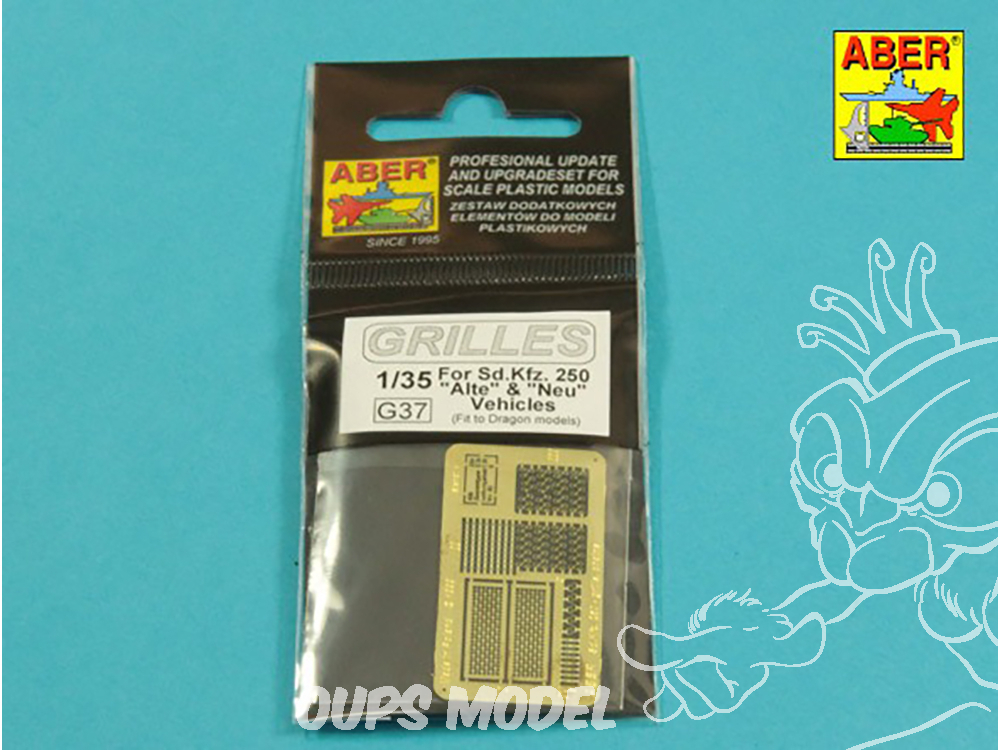 ABER®
ABER®
PROFESIONAL UPDATE
AND UPGRADESET FOR
SCALE PLASTIC MODELS
ZESTAW DODATKOWYCH
ELEMENTÓW DO MODELI
PLASTIKOWYCH
SINCE 1995
GRILLES
1/35 For Sd.Kfz. 250
"Alte" & "Neu"
G37 Vehicles
(Fit to Dragon models)
OUPS MODEL